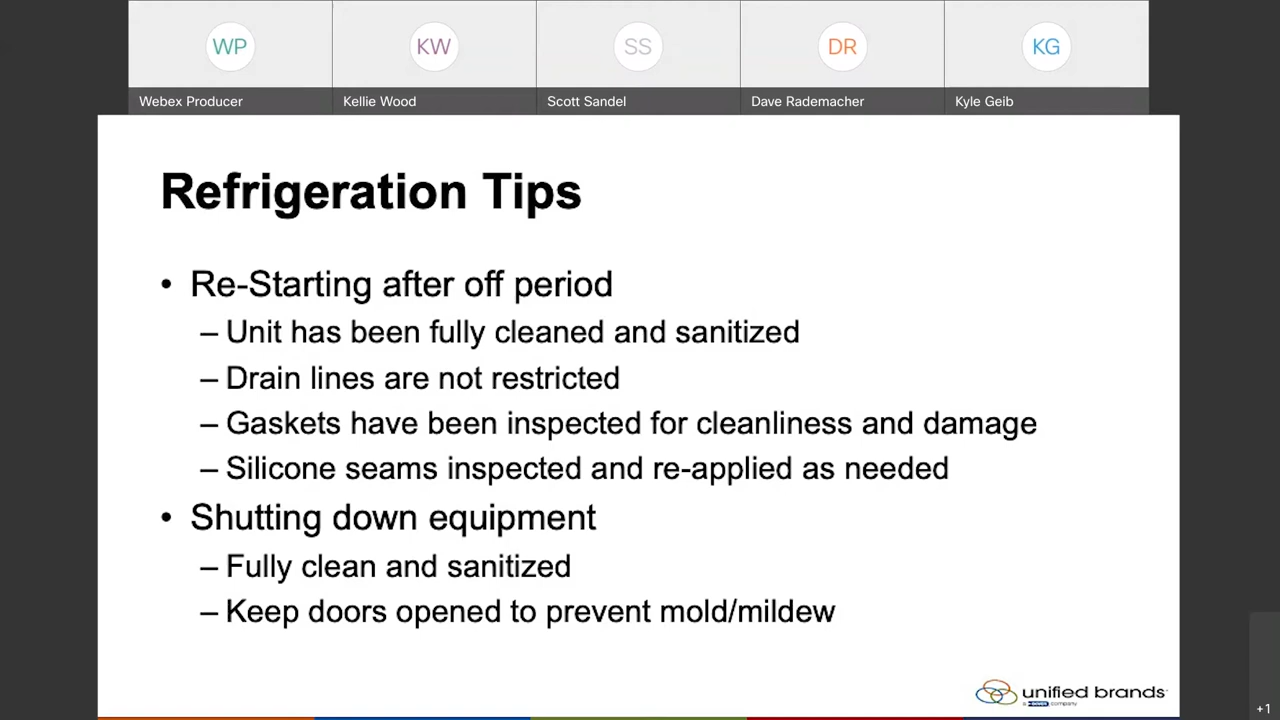 WP KW SS DR KG
Webex Producer Kellie Wood Scott Sandel Dave Rademacher Kyle Geib
Refrigeration Tips
• Re-Starting after off period
– Unit has been fully cleaned and sanitized
– Drain lines are not restricted
– Gaskets have been inspected for cleanliness and damage
– Silicone seams inspected and re-applied as needed
• Shutting down equipment
– Fully clean and sanitized
– Keep doors opened to prevent mold/mildew
unified brands
a DOVER company
+1